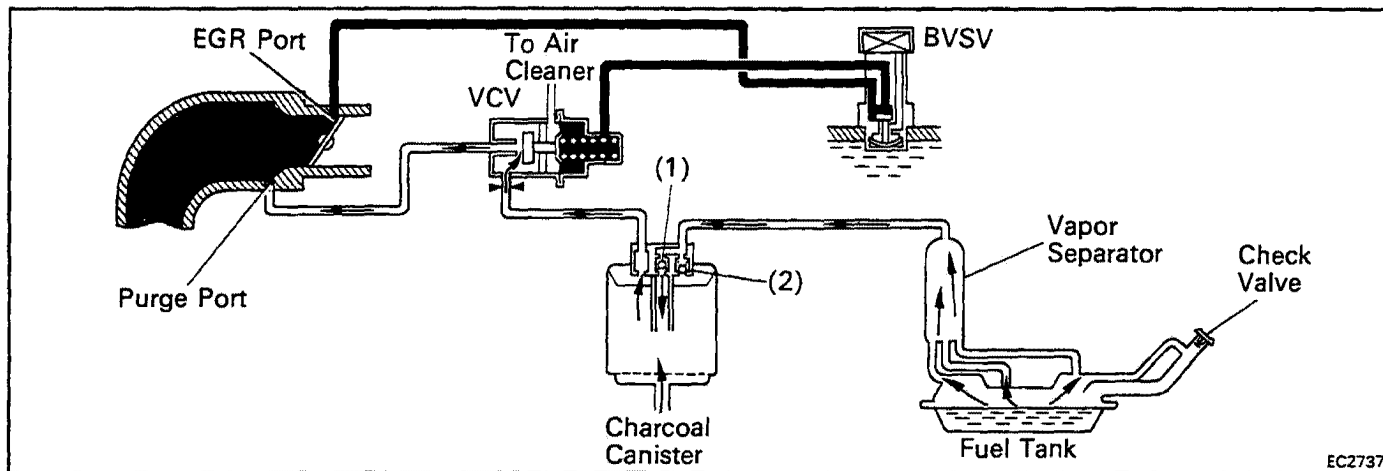 EGR Port
To Air
Cleaner
VCV
BVSV
(1)
(2)
Purge Port
Vapor
Separator
Check
Valve
Charcoal
Canister
Fuel Tank
EC2737